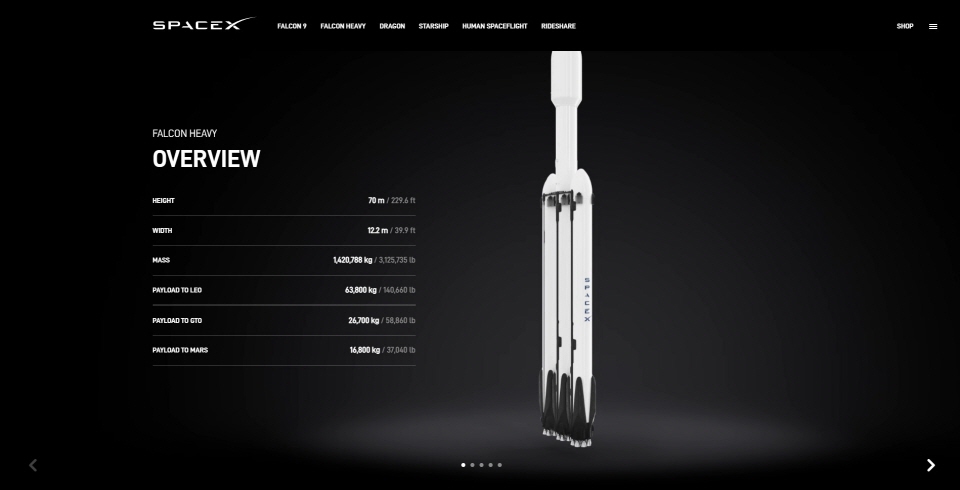 SPACEX
FALCON 9 FALCON HEAVY DRAGON STARSHIP HUMAN SPACEFLIGHT RIDESHARE SHOP
FALCON HEAVY
OVERVIEW
HEIGHT 70 m / 229.6 ft
WIDTH 12.2 m / 39.9 ft
MASS 1,420,788 kg / 3,125,735 lb
PAYLOAD TO LEO 63,800 kg / 140,660 lb
PAYLOAD TO GTO 26,700 kg / 58,860 lb
PAYLOAD TO MARS 16,800 kg / 37,040 lb
SPACEX